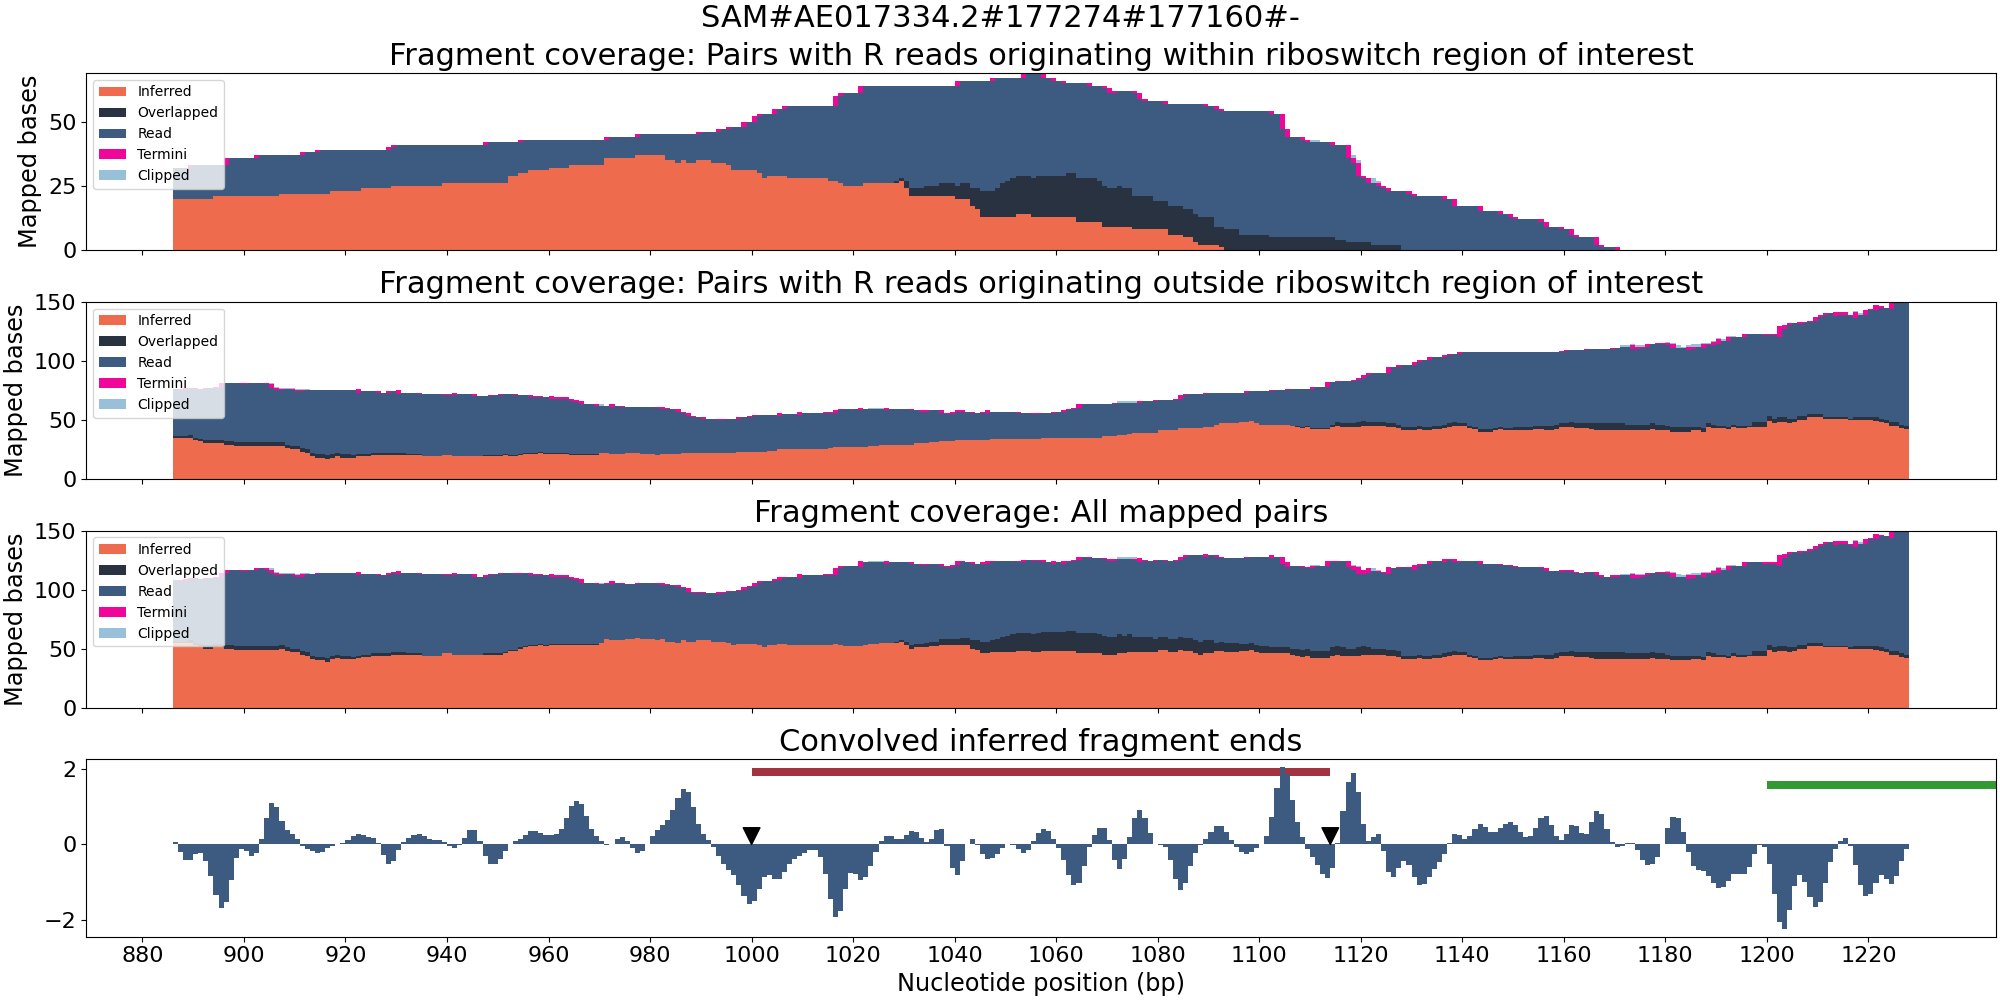 SAM#AE017334.2#177274#177160#-
Fragment coverage: Pairs with R reads originating within riboswitch region of interest
Mapped bases
50
25
0
Inferred
Overlapped
Read
Termini
Clipped
Fragment coverage: Pairs with R reads originating outside riboswitch region of interest
Mapped bases
150
100
50
0
Inferred
Overlapped
Read
Termini
Clipped
Fragment coverage: All mapped pairs
Mapped bases
150
100
50
0
Inferred
Overlapped
Read
Termini
Clipped
Convolved inferred fragment ends
2
0
−2
880 900 920 940 960 980 1000 1020 1040 1060 1080 1100 1120 1140 1160 1180 1200 1220
Nucleotide position (bp)